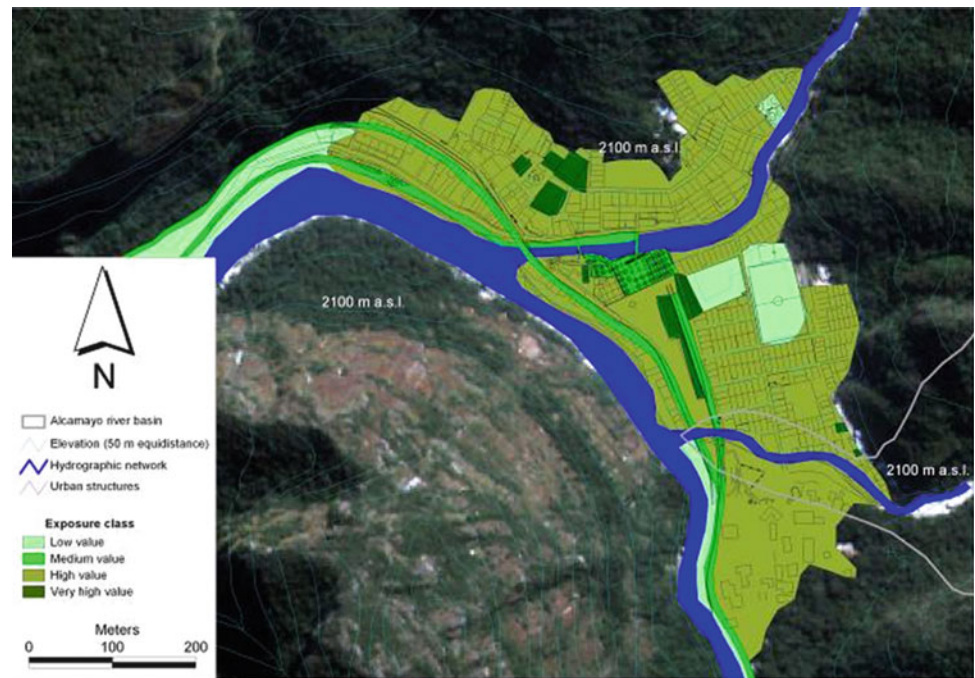 2100 m a.s.l.
2100 m a.s.l.
2100 m a.s.l.
N
Alcamayo river basin
Elevation (50 m equidistance)
Hydrographic network
Urban structures
Exposure class
Low value
Medium value
High value
Very high value
Meters
0 100 200